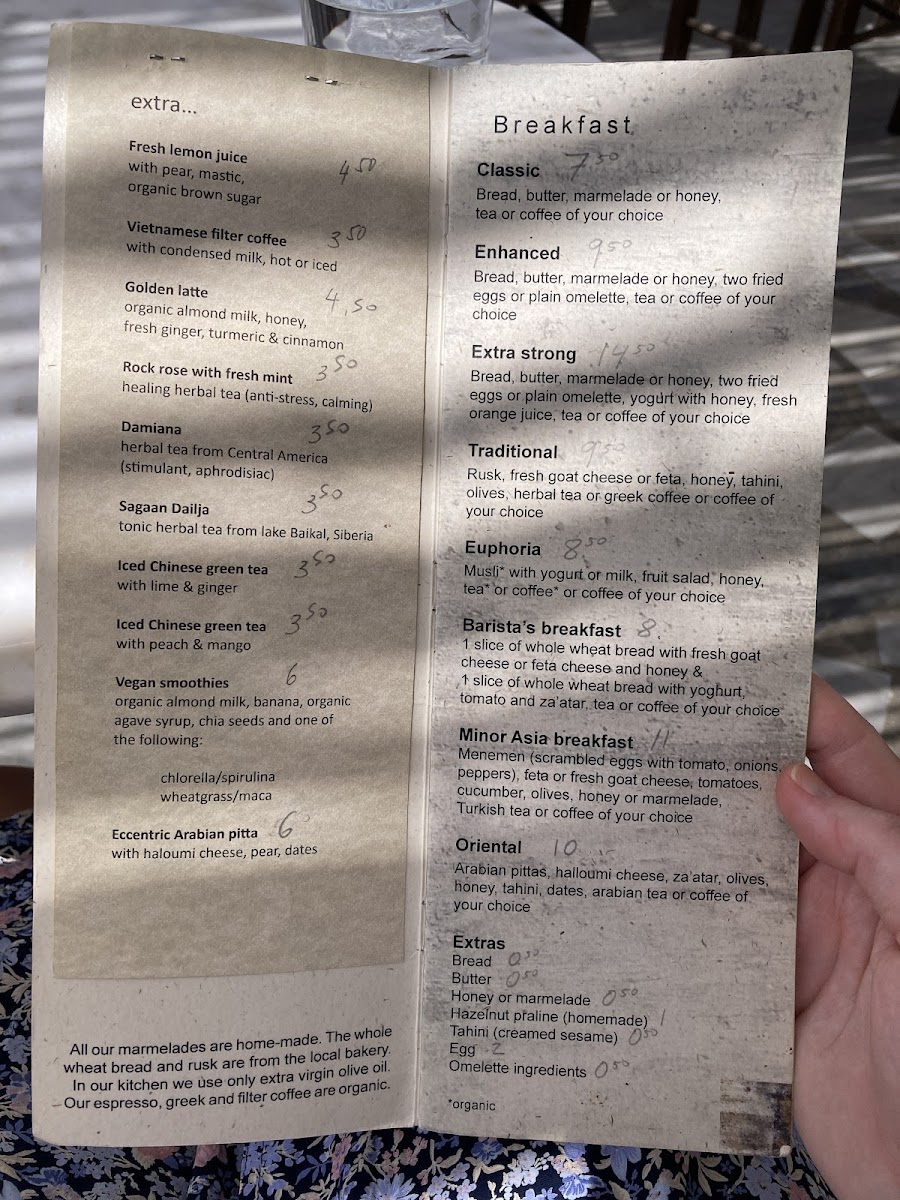 extra...
Fresh lemon juice 4 50
with pear, mastic,
organic brown sugar
Vietnamese filter coffee 3 50
with condensed milk, hot or iced
Golden latte 4,50
organic almond milk, honey,
fresh ginger, turmeric & cinnamon
Rock rose with fresh mint 3 50
healing herbal tea (anti-stress, calming)
Damiana 3 50
herbal tea from Central America
(stimulant, aphrodisiac)
Sagaan Dailja 3 50
tonic herbal tea from lake Baikal, Siberia
Iced Chinese green tea 3 50
with lime & ginger
Iced Chinese green tea 3 50
with peach & mango
Vegan smoothies 6
organic almond milk, banana, organic
agave syrup, chia seeds and one of
the following:
chlorella/spirulina
wheatgrass/maca
Eccentric Arabian pitta 6
with haloumi cheese, pear, dates
All our marmelades are home-made. The whole
wheat bread and rusk are from the local bakery.
In our kitchen we use only extra virgin olive oil.
Our espresso, greek and filter coffee are organic.
Breakfast
Classic 7 50
Bread, butter, marmelade or honey,
tea or coffee of your choice
Enhanced 9 50
Bread, butter, marmelade or honey, two fried
eggs or plain omelette, tea or coffee of your
choice
Extra strong 14 50
Bread, butter, marmelade or honey, two fried
eggs or plain omelette, yogurt with honey, fresh
orange juice, tea or coffee of your choice
Traditional 9 50
Rusk, fresh goat cheese or feta, honey, tahini,
olives, herbal tea or greek coffee or coffee of
your choice
Euphoria 8 50
Musli* with yogurt or milk, fruit salad, honey,
tea* or coffee* or coffee of your choice
Barista's breakfast 8
1 slice of whole wheat bread with fresh goat
cheese or feta cheese and honey &
1 slice of whole wheat bread with yoghurt,
tomato and za'atar, tea or coffee of your choice
Minor Asia breakfast 11
Menemen (scrambled eggs with tomato, onions,
peppers), feta or fresh goat cheese, tomatoes,
cucumber, olives, honey or marmelade,
Turkish tea or coffee of your choice
Oriental 10
Arabian pittas, halloumi cheese, za'atar, olives,
honey, tahini, dates, arabian tea or coffee of
your choice
Extras
Bread 0 50
Butter 0 50
Honey or marmelade 0 50
Hazelnut praline (homemade) 1
Tahini (creamed sesame) 0 50
Egg 2
Omelette ingredients 0 50
*organic